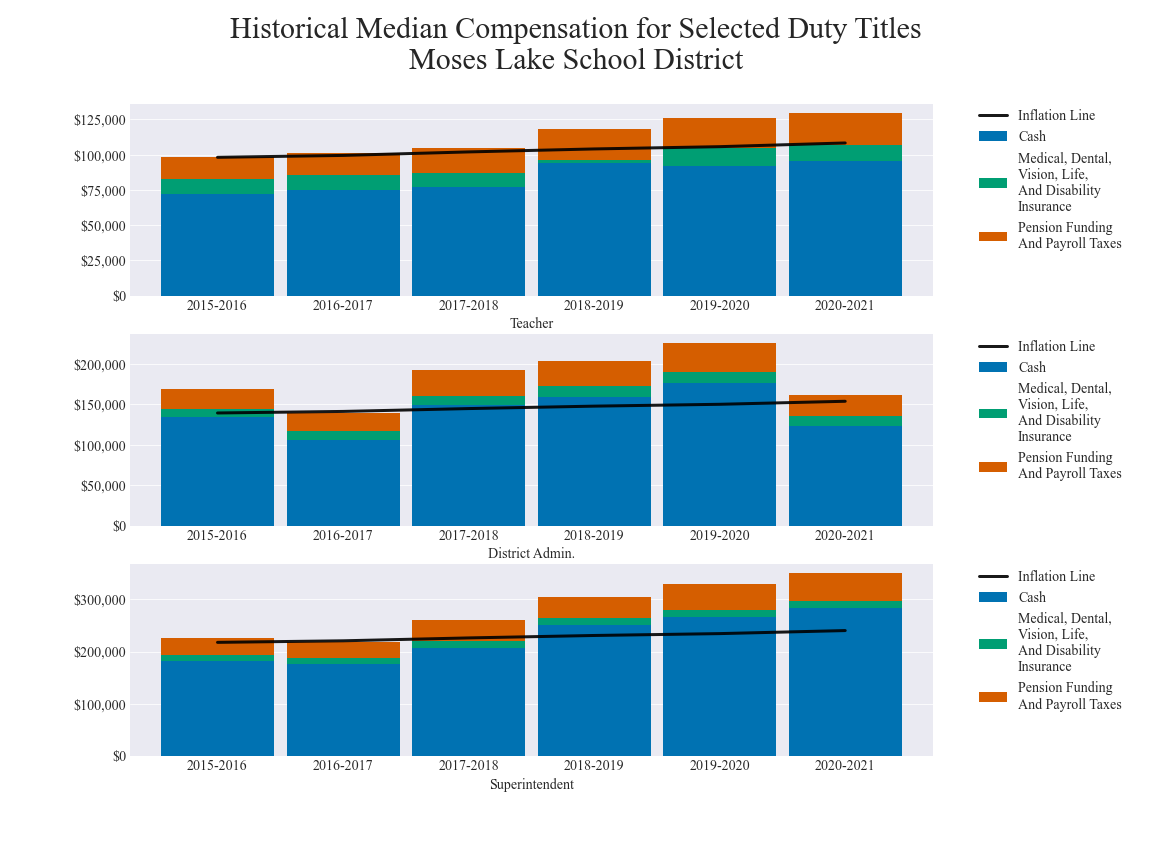 Historical Median Compensation for Selected Duty Titles
Moses Lake School District
$125,000
$100,000
$75,000
$50,000
$25,000
$0
2015-2016 2016-2017 2017-2018 2018-2019 2019-2020 2020-2021
Teacher
Inflation Line
Cash
Medical, Dental,
Vision, Life,
And Disability
Insurance
Pension Funding
And Payroll Taxes
$200,000
$150,000
$100,000
$50,000
$0
2015-2016 2016-2017 2017-2018 2018-2019 2019-2020 2020-2021
District Admin.
Inflation Line
Cash
Medical, Dental,
Vision, Life,
And Disability
Insurance
Pension Funding
And Payroll Taxes
$300,000
$200,000
$100,000
$0
2015-2016 2016-2017 2017-2018 2018-2019 2019-2020 2020-2021
Superintendent
Inflation Line
Cash
Medical, Dental,
Vision, Life,
And Disability
Insurance
Pension Funding
And Payroll Taxes